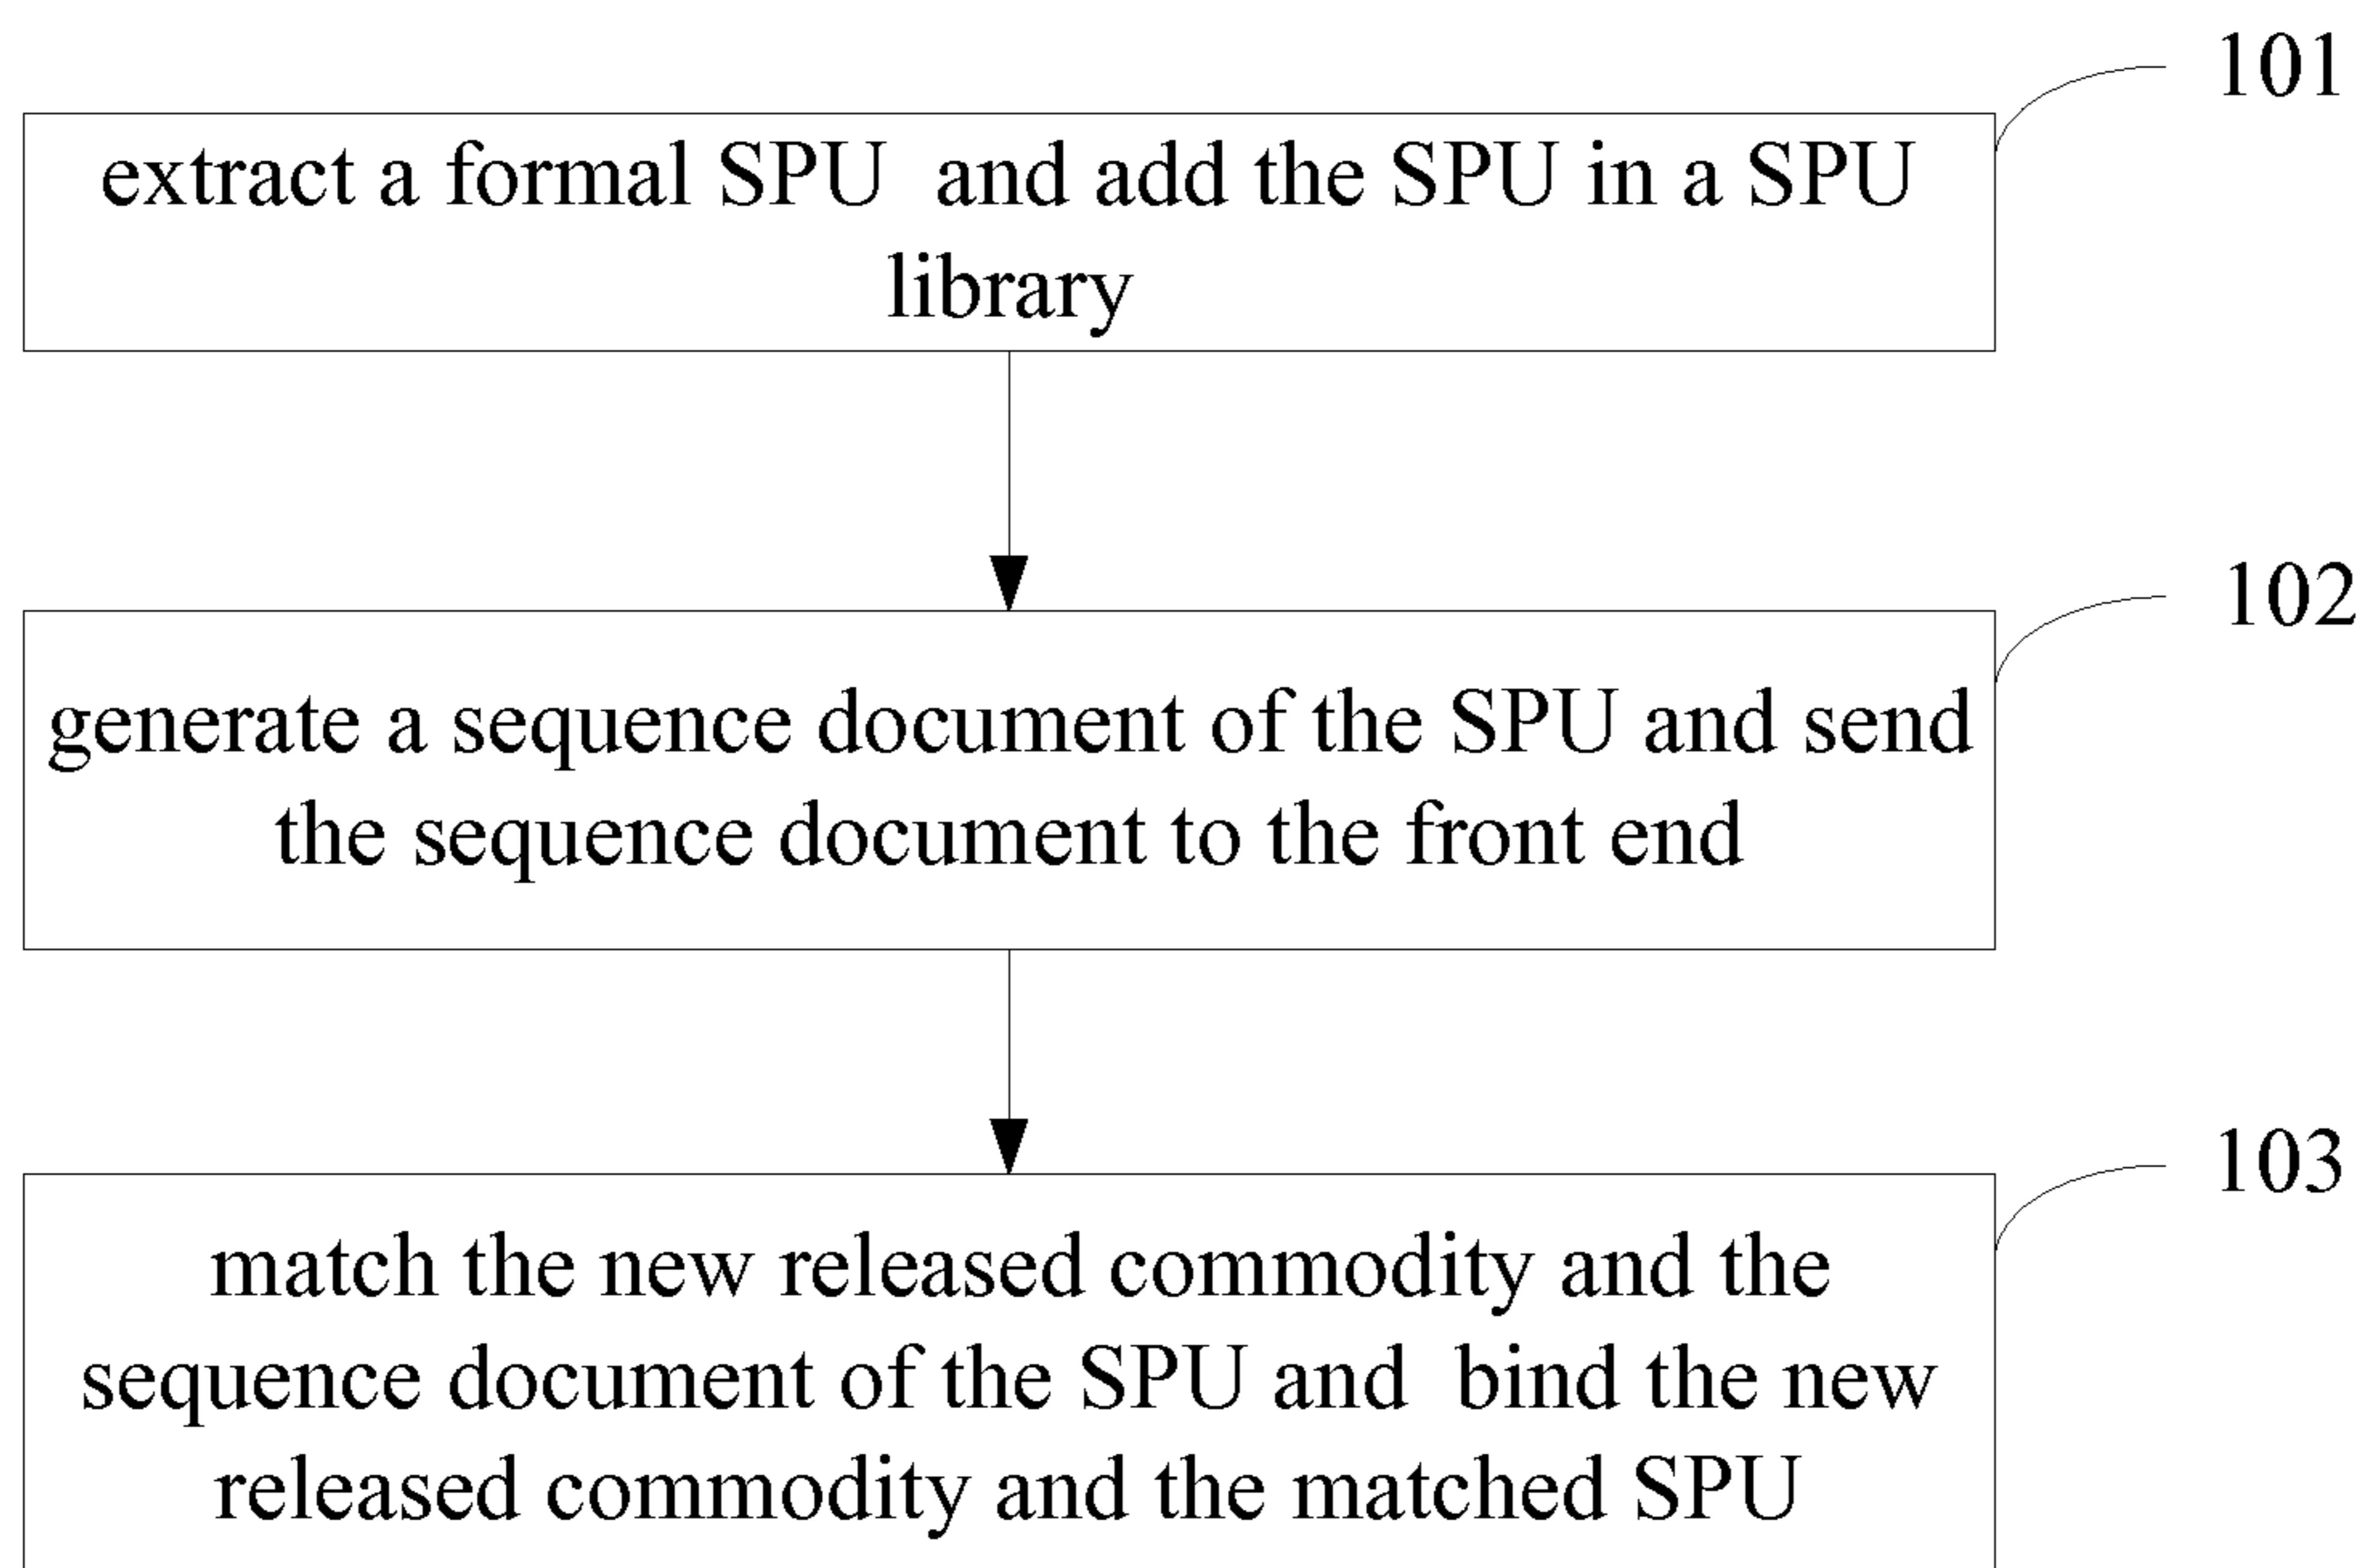 101
extract a formal SPU and add the SPU in a SPU
library
102
generate a sequence document of the SPU and send
the sequence document to the front end
103
match the new released commodity and the
sequence document of the SPU and bind the new
released commodity and the matched SPU